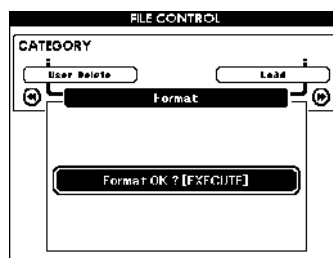 FILE CONTROL
CATEGORY
User Delete
Load
Format
Format OK ? [EXECUTE]